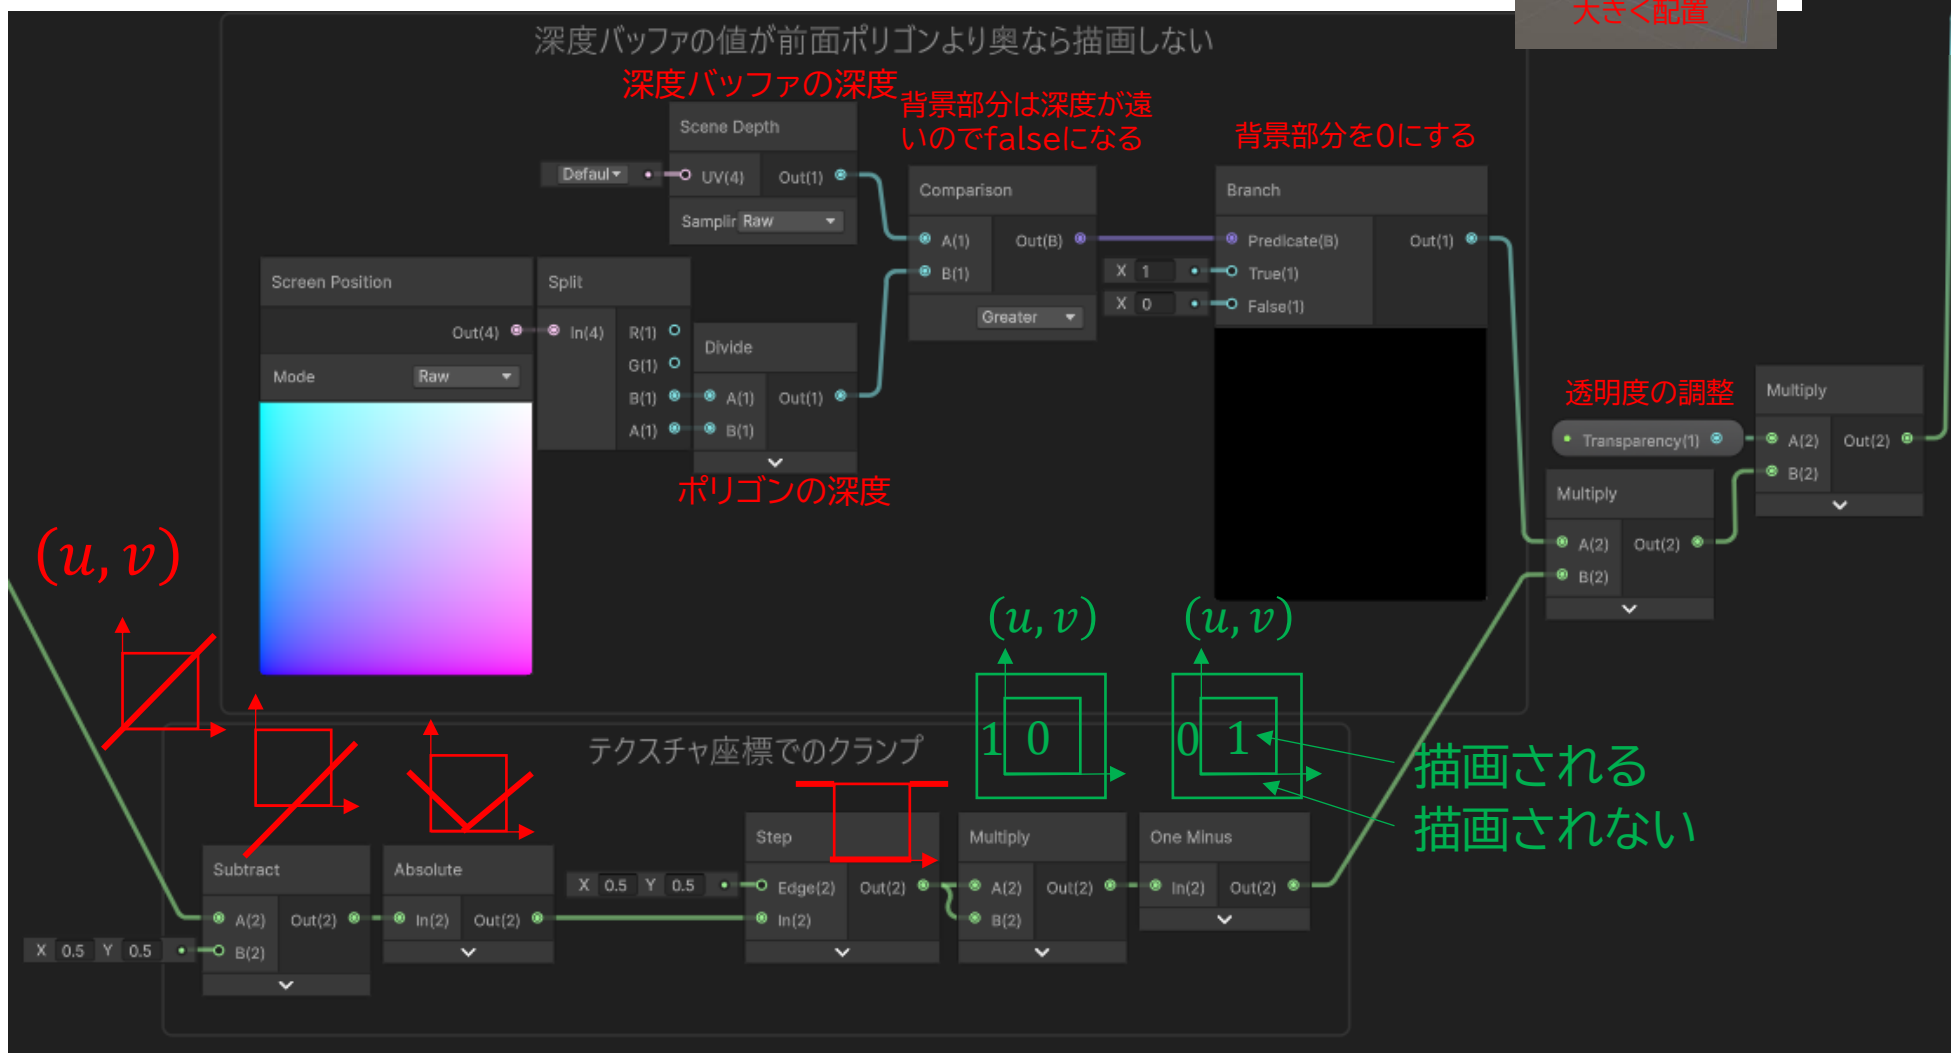 大きく配置
深度バッファの値が前面ポリゴンより奥なら描画しない
深度バッファの深度
背景部分は深度が遠
いのでfalseになる
背景部分を0にする
Scene Depth
Defaul
UV(4)
Out(1)
Samplir
Raw
Comparison
A(1)
Out(B)
B(1)
Greater
Branch
Predicate(B)
Out(1)
X 1
True(1)
X 0
False(1)
Screen Position
Out(4)
Mode
Raw
Split
In(4)
R(1)
G(1)
B(1)
A(1)
Divide
A(1)
Out(1)
B(1)
ポリゴンの深度
透明度の調整
Transparency(1)
Multiply
A(2)
Out(2)
B(2)
Multiply
A(2)
Out(2)
B(2)
(u, v)
(u, v)
(u, v)
1 0
0 1
描画される
描画されない
テクスチャ座標でのクランプ
Subtract
A(2)
Out(2)
X 0.5 Y 0.5
B(2)
Absolute
In(2)
Out(2)
X 0.5 Y 0.5
Step
Edge(2)
Out(2)
In(2)
Multiply
A(2)
Out(2)
B(2)
One Minus
In(2)
Out(2)